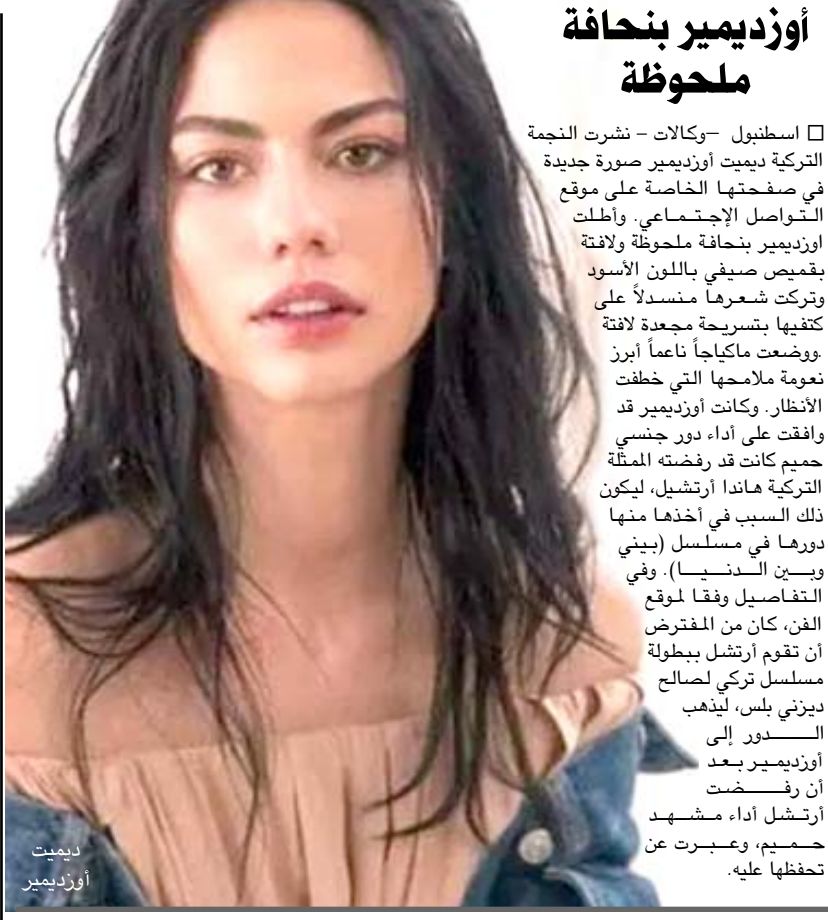 أوزديمير بنحافة
ملحوظة
□ اسطنبول –وكالات – نشرت النجمة
التركية ديميت أوزديمير صورة جديدة
في صفحتها الخاصة على موقع
التواصل الإجتماعي. وأطلت
اوزديمير بنحافة ملحوظة ولافتة
بقميص صيفي باللون الأسود
وتركت شعرها منسدلاً على
كتفيها بتسريحة مجعدة لافتة
.ووضعت ماكياجاً ناعماً أبرز
نعومة ملامحها التي خطفت
الأنظار. وكانت أوزديمير قد
وافقت على أداء دور جنسي
حميم كانت قد رفضته الممثلة
التركية هاندا أرتشيل، ليكون
ذلك السبب في أخذها منها
دورها في مسلسل (بيني
وبين الدنيا). وفي
التفاصيل وفقا لموقع
الفن، كان من المفترض
أن تقوم أرتشل ببطولة
مسلسل تركي لصالح
ديزني بلس، ليذهب
الدور إلى
أوزديمير بعد
أن رفضت
أرتشل أداء مشهد
حميم، وعبرت عن
تحفظها عليه.
ديميت
أوزديمير